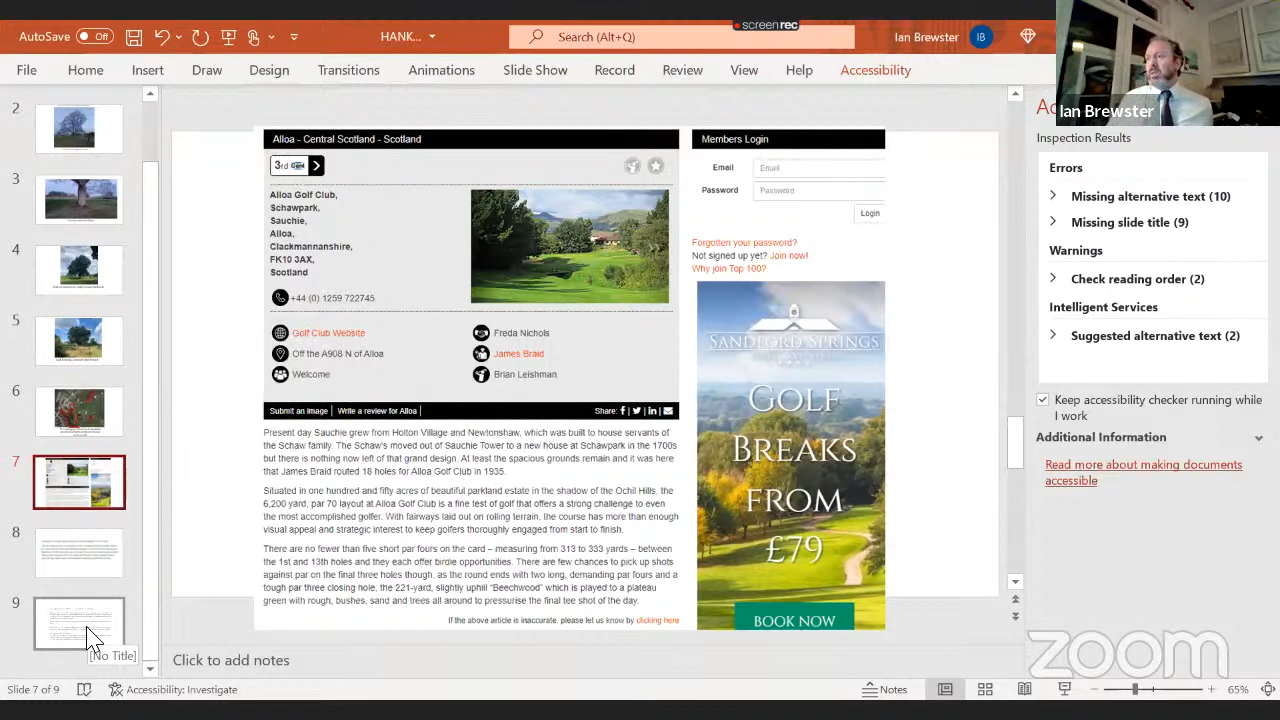 screenrec
AutoSave Off
HANK...
Search (Alt+Q)
Ian Brewster IB
File Home Insert Draw Design Transitions Animations Slide Show Record Review View Help Accessibility
Ian Brewster
Inspection Results
Errors
Missing alternative text (10)
Missing slide title (9)
Warnings
Check reading order (2)
Intelligent Services
Suggested alternative text (2)
Keep accessibility checker running while
I work
Additional Information
Read more about making documents
accessible
2
4
5
6
7
8
9
[No Title]
Alloa - Central Scotland - Scotland
3rd
Alloa Golf Club,
Schawpark,
Sauchie,
Alloa,
Clackmannanshire,
FK10 3AX,
Scotland
+44 (0) 1259 722745
Golf Club Website
Freda Nichols
Off the A908 N of Alloa
James Braid
Welcome
Brian Leishman
Submit an image | Write a review for Alloa |
Share:
Present day Sauchie grew from Holton Village and Newtonshaw, which was built to house servants of
the Schaw family. The Schaw's moved out of Sauchie Tower to a new house at Schawpark in the 1700s
but there is nothing now left of that grand design. At least the spacious grounds remain and it was here
that James Braid routed 18 holes for Alloa Golf Club in 1935.
Situated in one hundred and fifty acres of beautiful parkland estate in the shadow of the Ochil Hills, the
6,200 yard, par 70 layout at Alloa Golf Club is a fine test of golf that offers a strong challenge to even
the most accomplished golfer. With fairways laid out on rolling terrain, the course has more than enough
visual appeal and strategic interest to keep golfers thoroughly engaged from start to finish.
There are no fewer than five short par fours on the card – measuring from 313 to 333 yards – between
the 1st and 13th holes and they each offer birdie opportunities. There are few chances to pick up shots
against par on the final three holes though, as the round ends with two long, demanding par fours and a
tough par three closing hole; the 221-yard, slightly uphill “Beechwood” which is played to a plateau
green with rough, bushes, sand and trees all around to pressurise the final tee shot of the day.
If the above article is inaccurate, please let us know by clicking here
Members Login
Email Email
Password Password
Login
Forgotten your password?
Not signed up yet? Join now!
Why join Top 100?
SANDFORD SPRINGS
GOLF
BREAKS
FROM
£79
BOOK NOW
Click to add notes
zoom
Slide 7 of 9
Accessibility: Investigate
Notes
65%